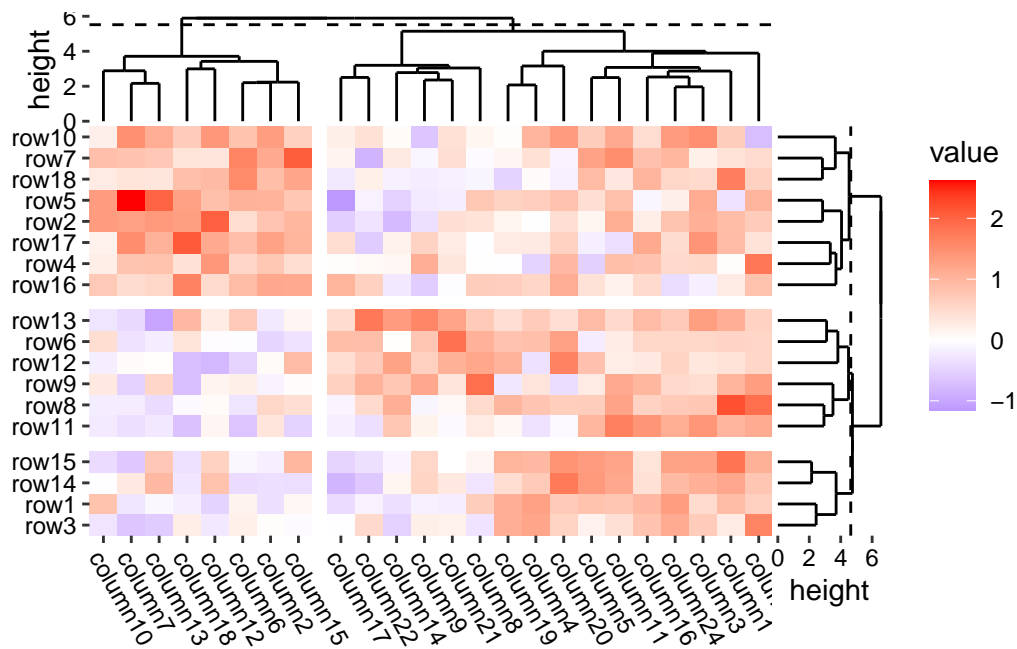 6
4
2
0
height
row10
row7
row18
row5
row2
row17
row4
row16
row13
row6
row12
row9
row8
row11
row15
row14
row1
row3
column10
column7
column13
column18
column12
column6
column2
column15
column17
column22
column14
column9
column21
column8
column19
column4
column20
column5
column11
column16
column24
column3
column1
0 2 4 6
height
value
2
1
0
−1